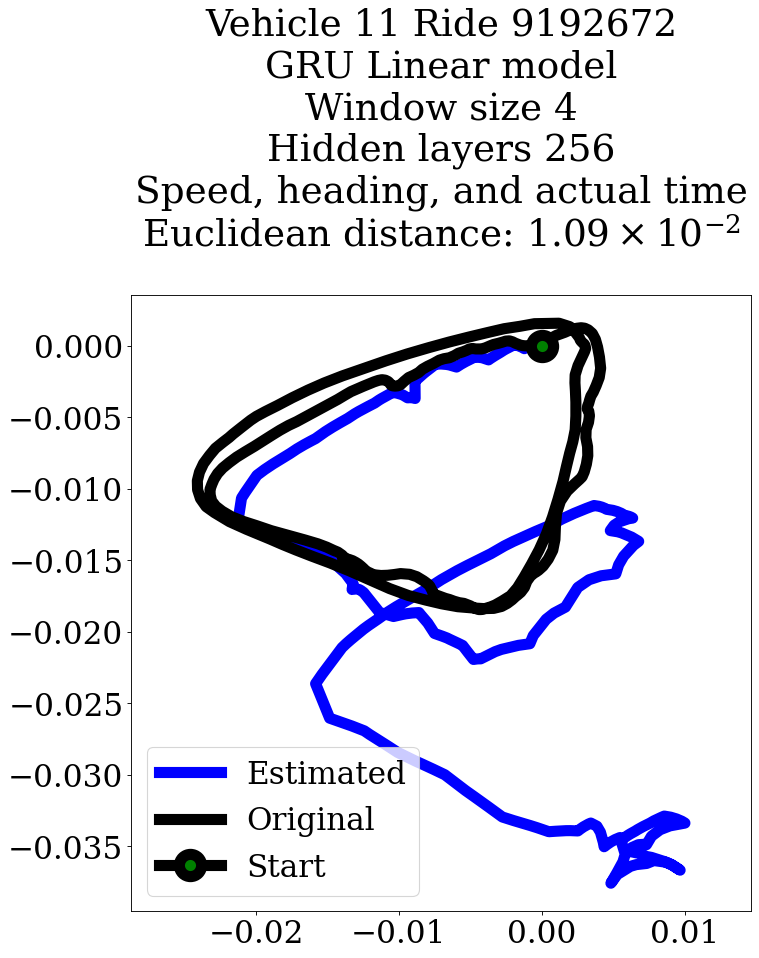 Vehicle 11 Ride 9192672
GRU Linear model
Window size 4
Hidden layers 256
Speed, heading, and actual time
Euclidean distance: 1.09 × 10⁻²
0.000
−0.005
−0.010
−0.015
−0.020
−0.025
−0.030
−0.035
Estimated
Original
Start
−0.02 −0.01 0.00 0.01